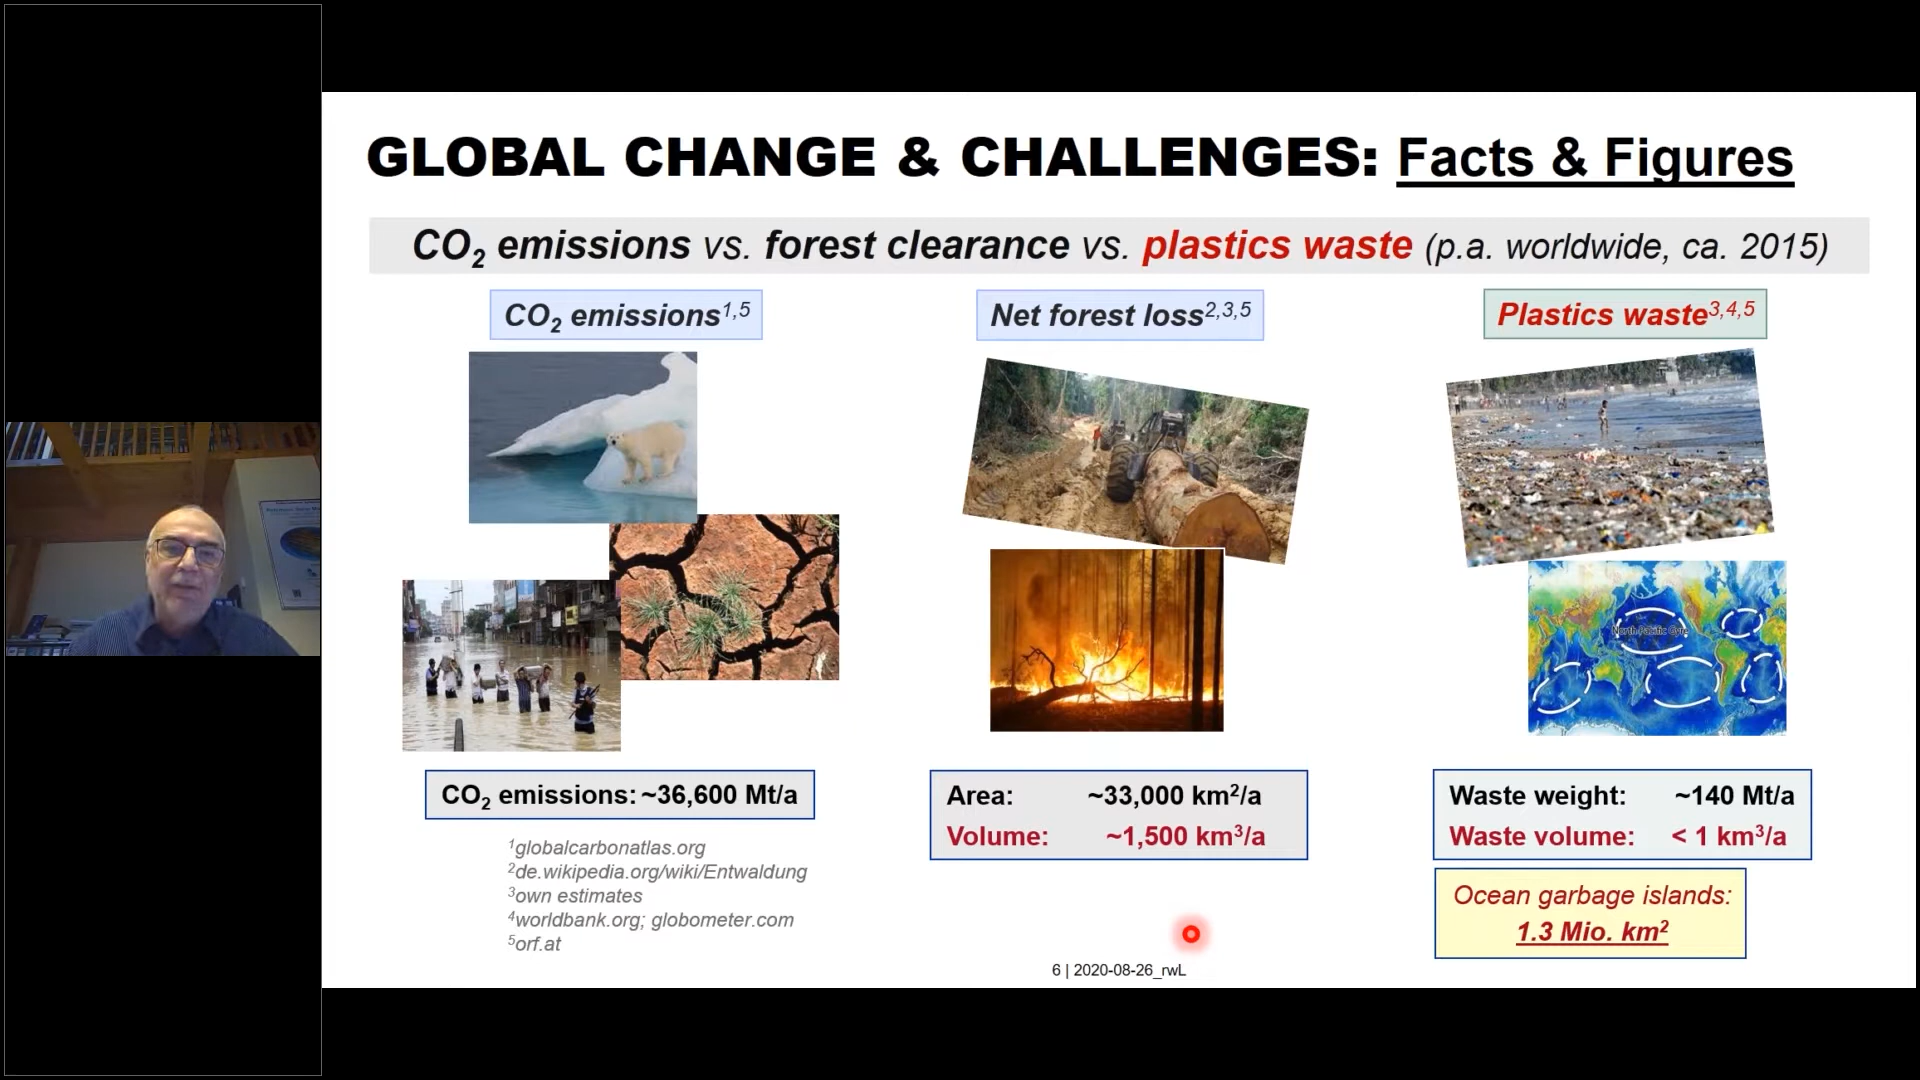 GLOBAL CHANGE & CHALLENGES: Facts & Figures
CO₂ emissions vs. forest clearance vs. plastics waste (p.a. worldwide, ca. 2015)
CO₂ emissions¹,⁵
Net forest loss²,³,⁵
Plastics waste³,⁴,⁵
North Pacific Gyre
CO₂ emissions: ~36,600 Mt/a
¹globalcarbonatlas.org
²de.wikipedia.org/wiki/Entwaldung
³own estimates
⁴worldbank.org; globometer.com
⁵orf.at
Area: ~33,000 km²/a
Volume: ~1,500 km³/a
Waste weight: ~140 Mt/a
Waste volume: < 1 km³/a
Ocean garbage islands:
1.3 Mio. km²
6 | 2020-08-26_rwL